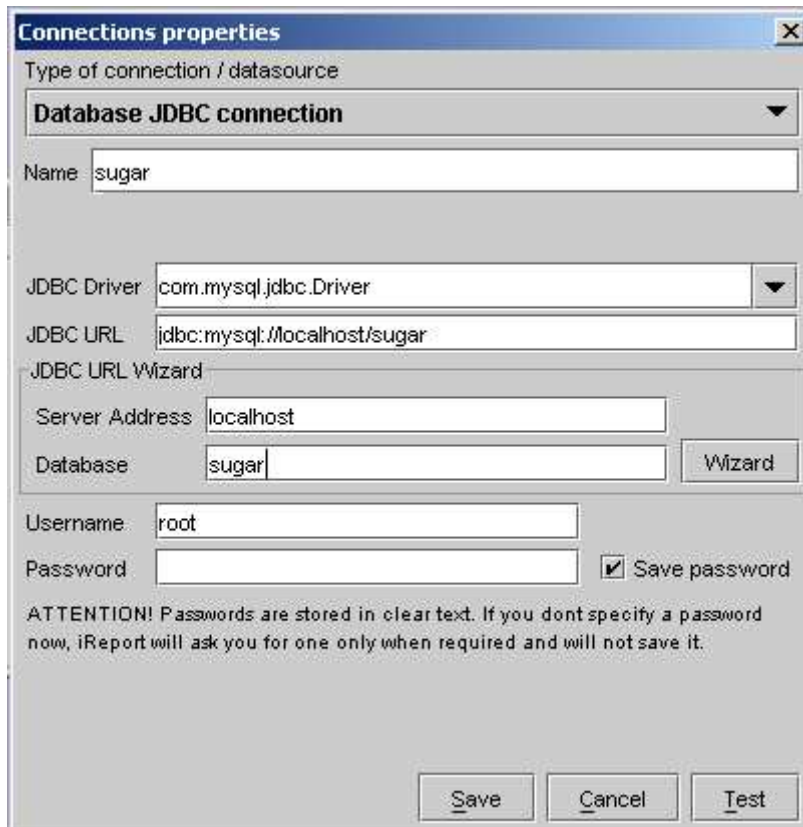 Connections properties
Type of connection / datasource
Database JDBC connection
Name sugar
JDBC Driver com.mysql.jdbc.Driver
JDBC URL jdbc:mysql://localhost/sugar
JDBC URL Wizard
Server Address localhost
Database sugar Wizard
Username root
Password Save password
ATTENTION! Passwords are stored in clear text. If you dont specify a password
now, iReport will ask you for one only when required and will not save it.
Save Cancel Test